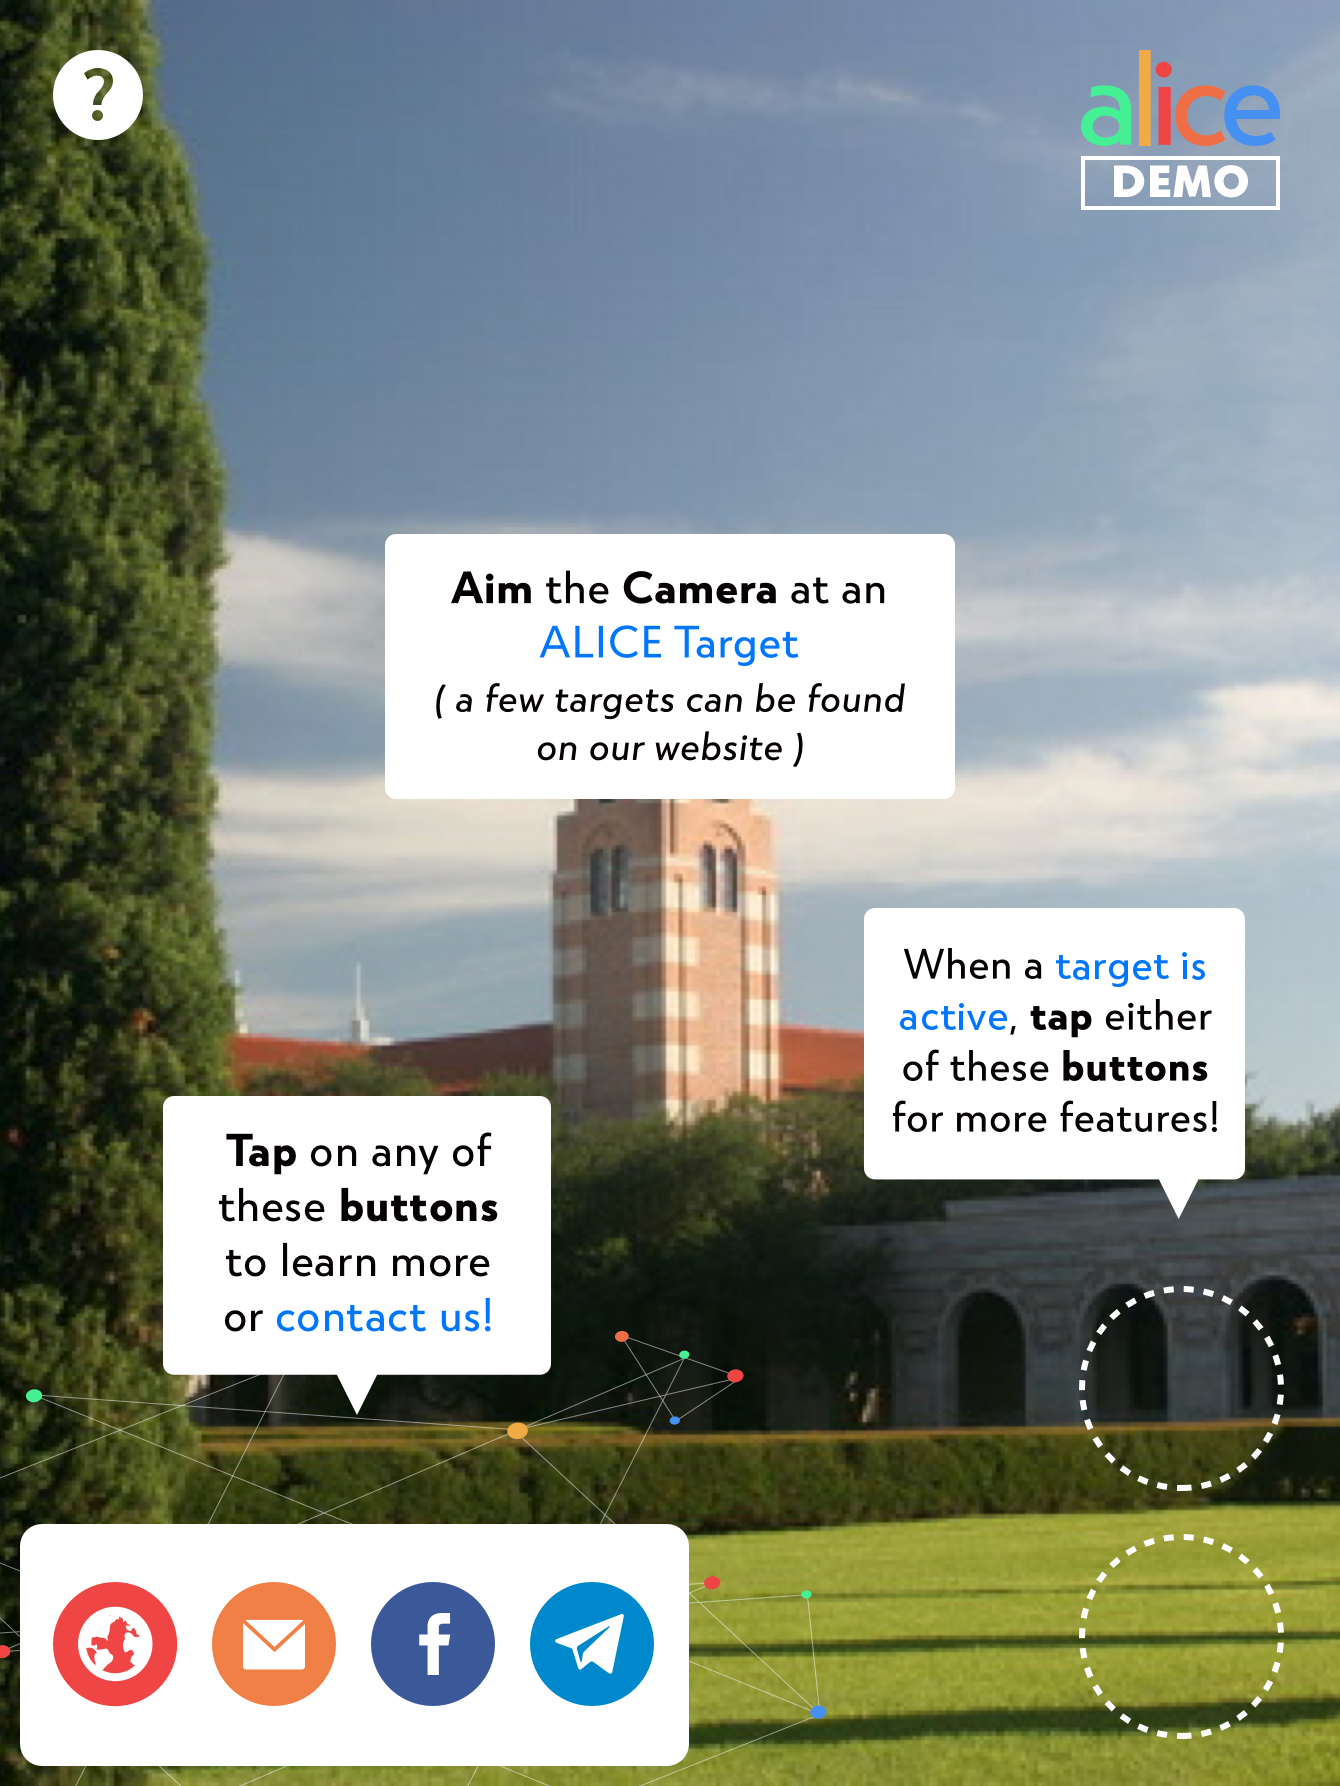 ?
alice
DEMO
Aim the Camera at an
ALICE Target
( a few targets can be found
on our website )
When a target is
active, tap either
of these buttons
for more features!
Tap on any of
these buttons
to learn more
or contact us!
f